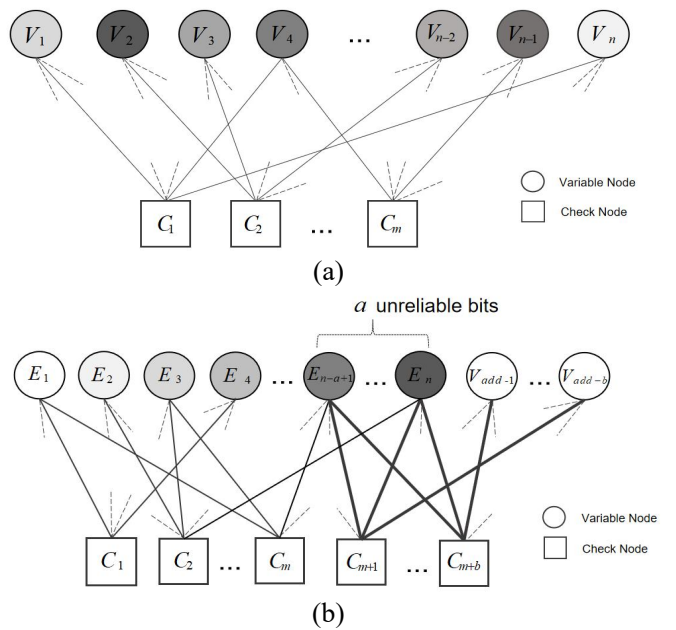 V1 V2 V3 V4 ... Vn-2 Vn-1 Vn
Variable Node
C1 C2 ... Cm
Check Node
(a)
a unreliable bits
E1 E2 E3 E4 ... En-a+1 ... En Vadd-1 ... Vadd-b
Variable Node
C1 C2 ... Cm Cm+1 ... Cm+b
Check Node
(b)